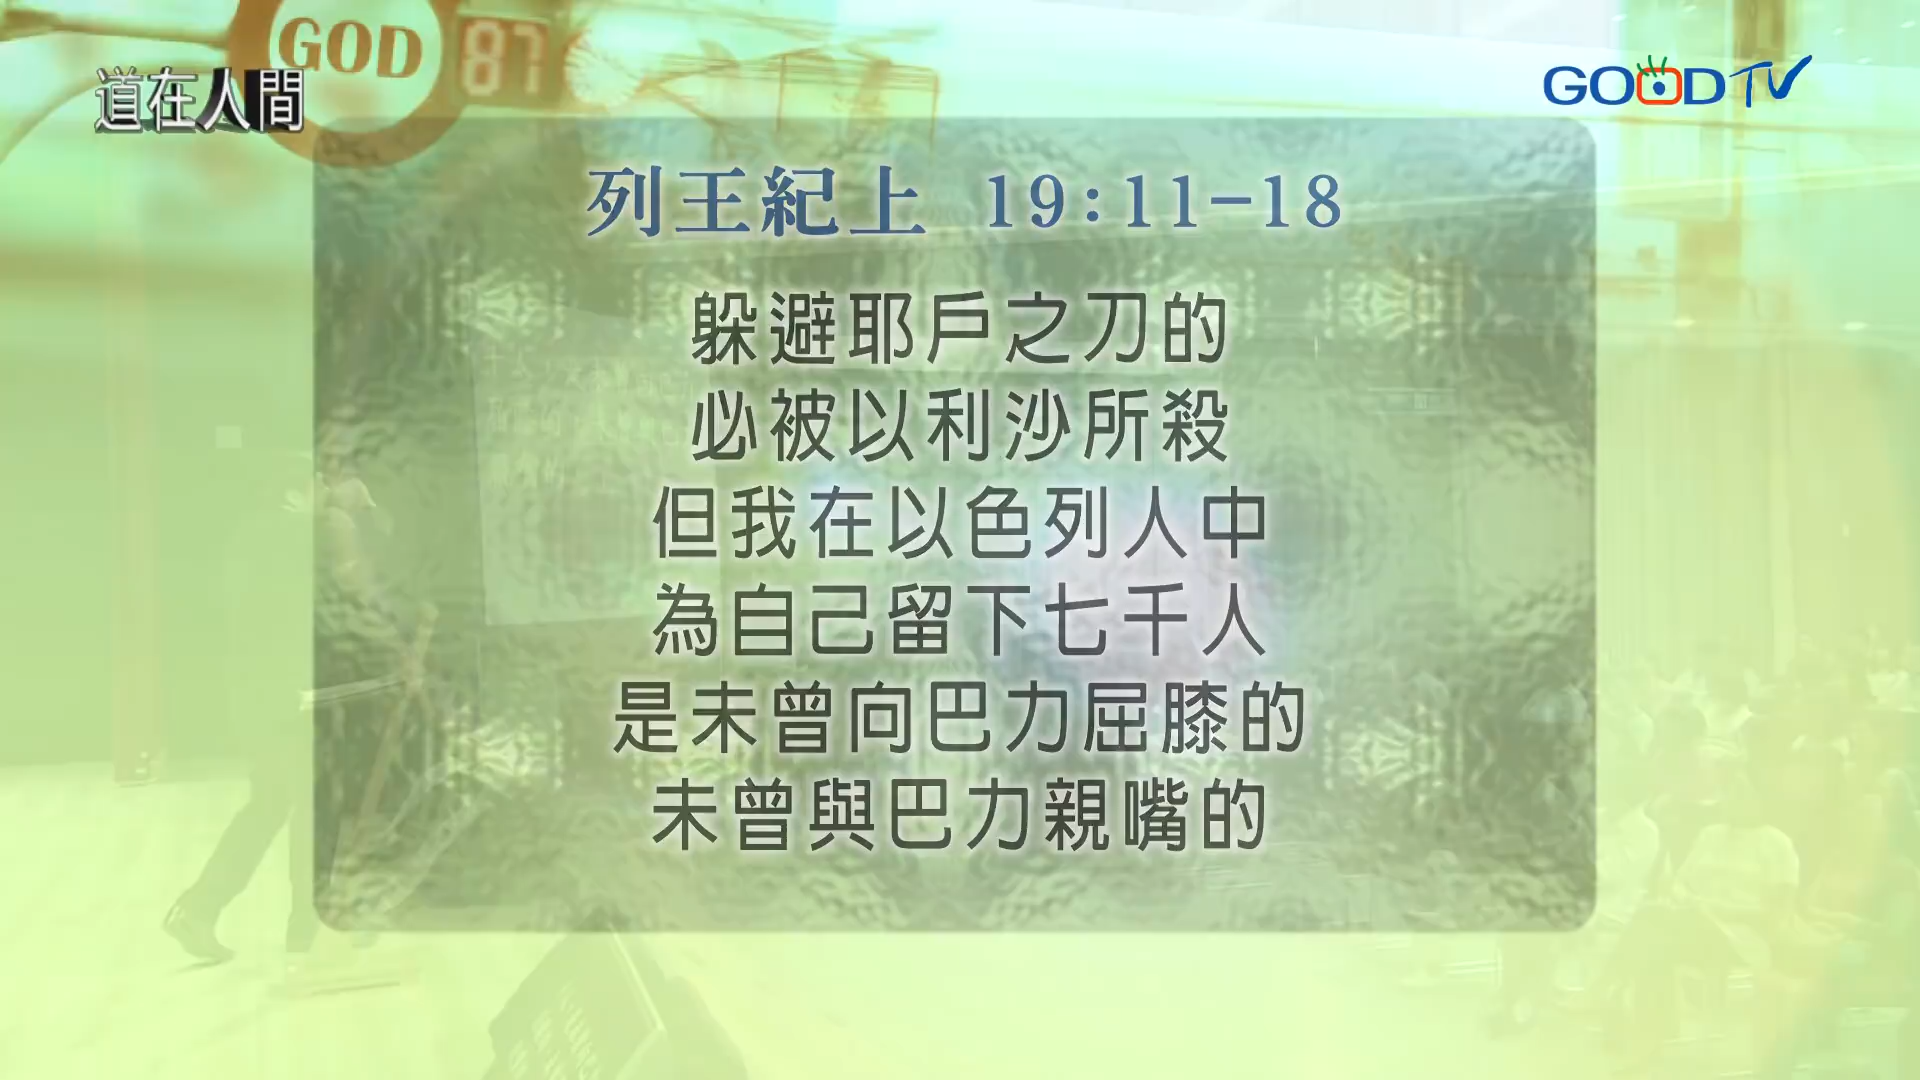 GOD 87
道在人間
GOODTV
列王紀上 19:11-18
躲避耶戶之刀的
必被以利沙所殺
但我在以色列人中
為自己留下七千人
是未曾向巴力屈膝的
未曾與巴力親嘴的